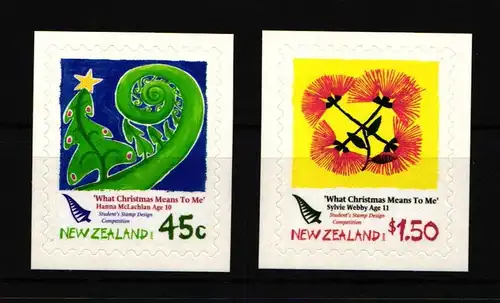 'What Christmas Means To Me'
Hanna McLachlan Age 10
Student's Stamp Design
Competition
NEW ZEALAND
45c
'What Christmas Means To Me'
Sylvie Webby Age 11
Student's Stamp Design
Competition
NEW ZEALAND
$1.50